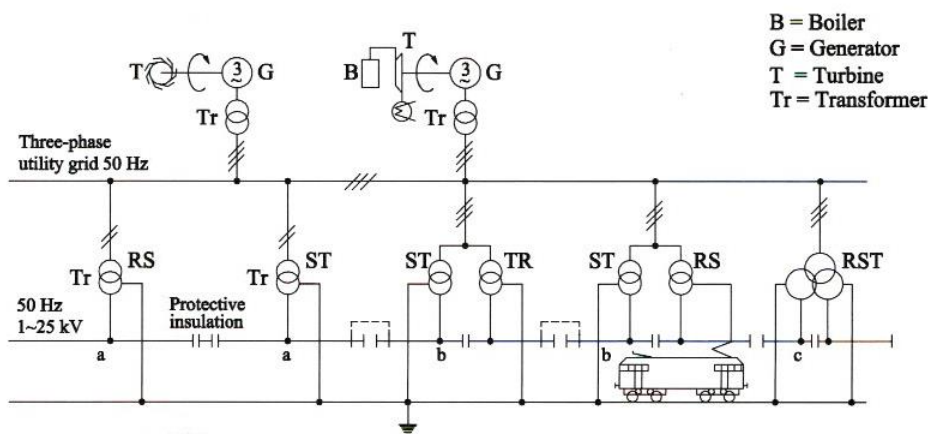 B = Boiler
G = Generator
T = Turbine
Tr = Transformer
T
3
~
G
Tr
T
B
3
~
G
Tr
Three-phase
utility grid 50 Hz
Tr
RS
Tr
ST
ST
TR
ST
RS
RST
50 Hz
1~25 kV
Protective
insulation
a
a
b
b
c